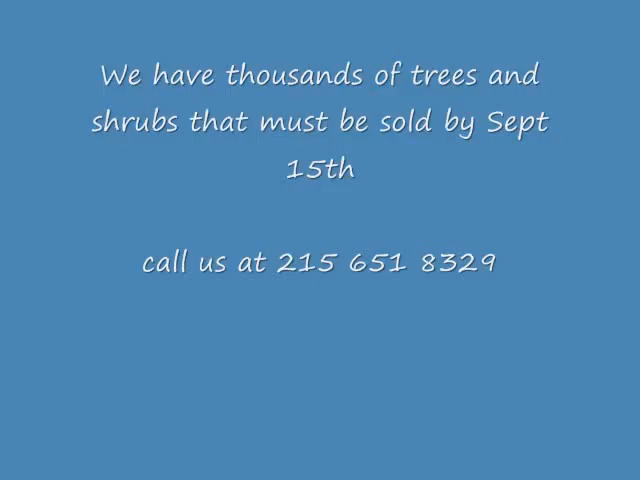 We have thousands of trees and
shrubs that must be sold by Sept
15th
call us at 215 651 8329